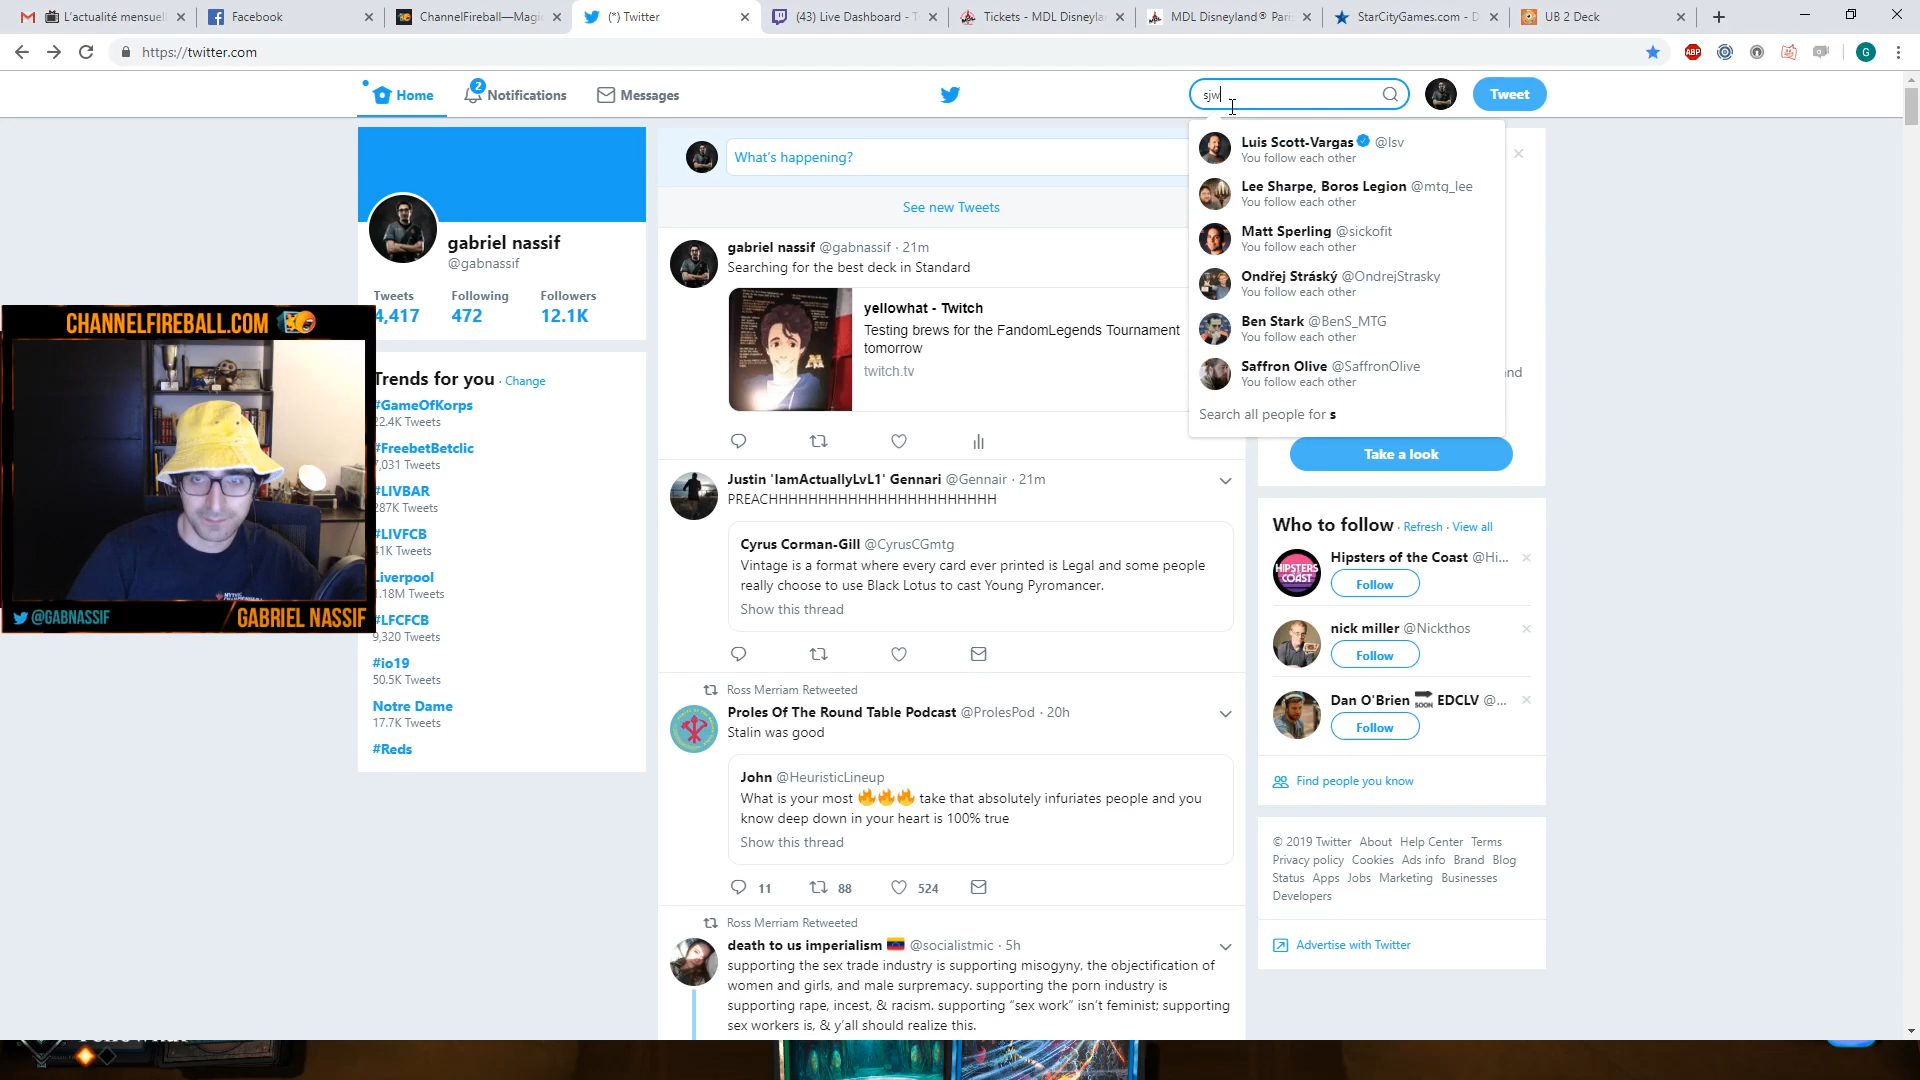 L'actualité mensuel
Facebook
ChannelFireball—Magi
(*) Twitter
(43) Live Dashboard - T
Tickets - MDL Disneyla
MDL Disneyland® Pari
StarCityGames.com - D
UB 2 Deck
https://twitter.com
ABP
G
Home
2
Notifications
Messages
sjw
Tweet
Luis Scott-Vargas @lsv
You follow each other
Lee Sharpe, Boros Legion @mtq_lee
You follow each other
Matt Sperling @sickofit
You follow each other
Ondřej Stráský @OndrejStrasky
You follow each other
Ben Stark @BenS_MTG
You follow each other
Saffron Olive @SaffronOlive
You follow each other
Search all people for s
gabriel nassif
@gabnassif
Tweets
Following
Followers
4,417
472
12.1K
CHANNELFIREBALL.COM
@GABNASSIF
GABRIEL NASSIF
Trends for you · Change
#GameOfKorps
22.4K Tweets
#FreebetBetclic
7,031 Tweets
#LIVBAR
287K Tweets
#LIVFCB
41K Tweets
Liverpool
1.18M Tweets
#LFCFCB
9,320 Tweets
#io19
50.5K Tweets
Notre Dame
17.7K Tweets
#Reds
What's happening?
See new Tweets
gabriel nassif @gabnassif · 21m
Searching for the best deck in Standard
yellowhat - Twitch
Testing brews for the FandomLegends Tournament
tomorrow
twitch.tv
Justin 'IamActuallyLvL1' Gennari @Gennair · 21m
PREACHHHHHHHHHHHHHHHHHHHHHHH
Cyrus Corman-Gill @CyrusCGmtg
Vintage is a format where every card ever printed is Legal and some people
really choose to use Black Lotus to cast Young Pyromancer.
Show this thread
Ross Merriam Retweeted
Proles Of The Round Table Podcast @ProlesPod · 20h
Stalin was good
John @HeuristicLineup
What is your most 🔥🔥🔥 take that absolutely infuriates people and you
know deep down in your heart is 100% true
Show this thread
11
88
524
Ross Merriam Retweeted
death to us imperialism 🇻🇪 @socialistmic · 5h
supporting the sex trade industry is supporting misogyny, the objectification of
women and girls, and male surpremacy. supporting the porn industry is
supporting rape, incest, & racism. supporting "sex work" isn't feminist; supporting
sex workers is, & y'all should realize this.
nd
Take a look
Who to follow · Refresh · View all
Hipsters of the Coast @Hi...
HIPSTERS
COAST
Follow
nick miller @Nickthos
Follow
Dan O'Brien SOON EDCLV @...
Follow
Find people you know
© 2019 Twitter About Help Center Terms
Privacy policy Cookies Ads info Brand Blog
Status Apps Jobs Marketing Businesses
Developers
Advertise with Twitter